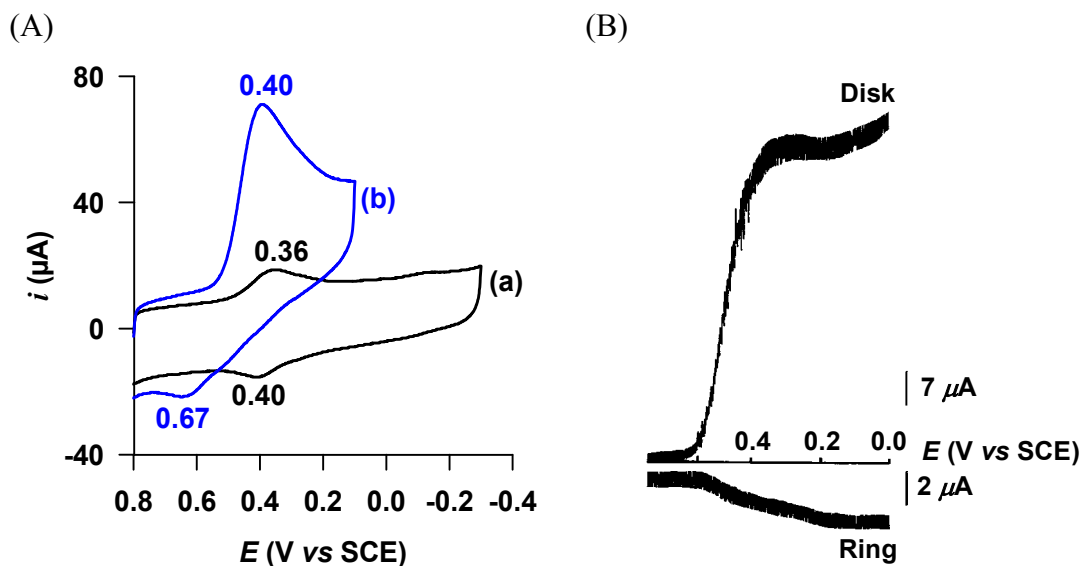 (A)
80
40
0
-40
i (µA)
0.40
(b)
0.36
(a)
0.40
0.67
0.8 0.6 0.4 0.2 0.0 -0.2 -0.4
E (V vs SCE)
(B)
Disk
7 µA
0.4 0.2 0.0
E (V vs SCE)
2 µA
Ring